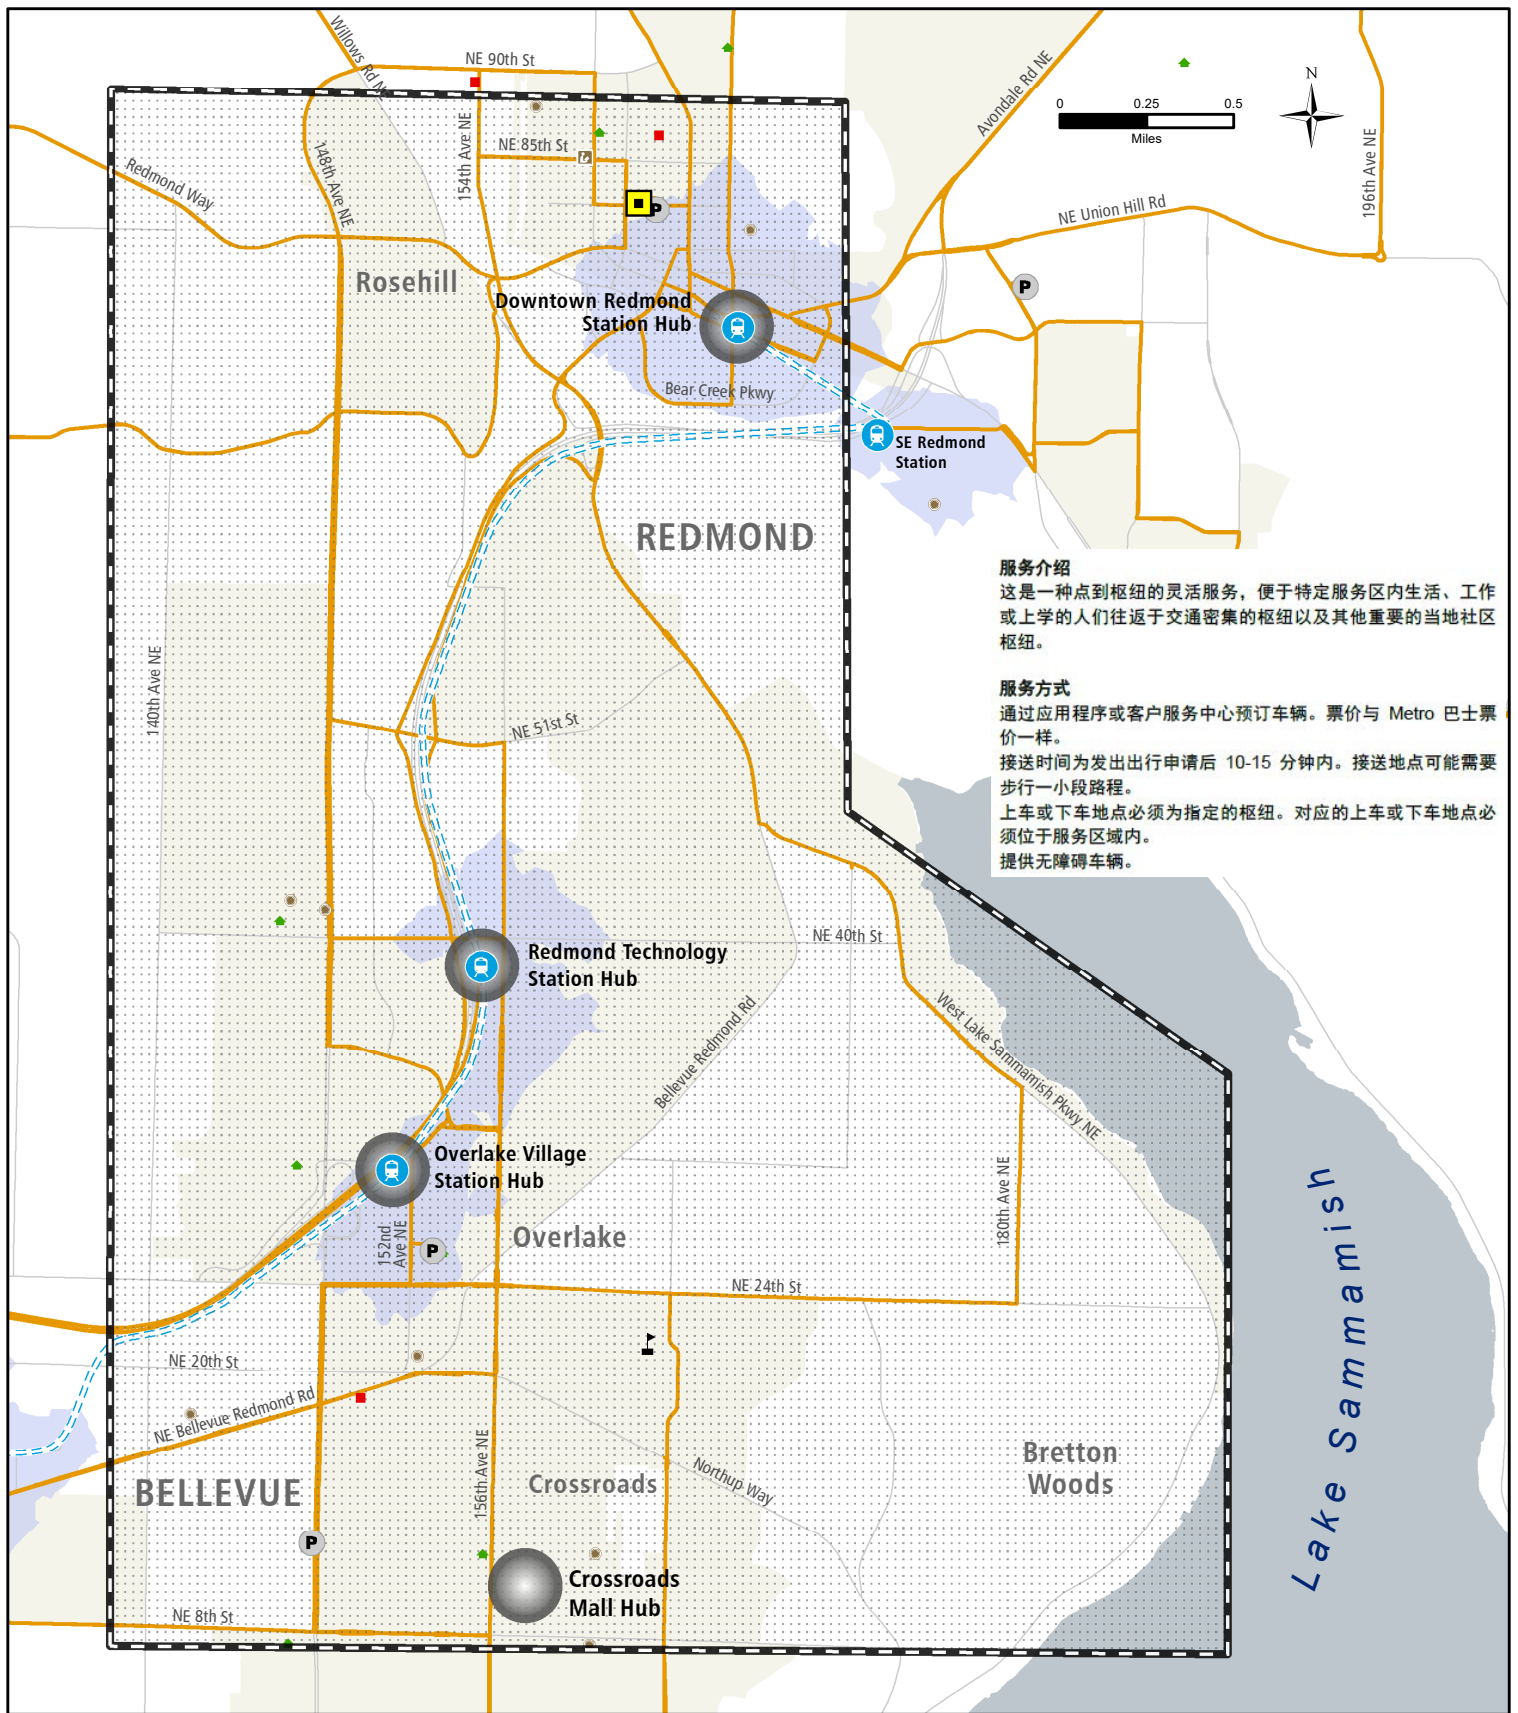 Willows Rd N
NE 90th St
Avondale Rd NE
N
0
0.25
0.5
Miles
196th Ave NE
148th Ave NE
154th Ave NE
NE 85th St
Redmond Way
P
NE Union Hill Rd
P
Rosehill
Downtown Redmond
Station Hub
Bear Creek Pkwy
SE Redmond
Station
REDMOND
服务介绍
这是一种点到枢纽的灵活服务，便于特定服务区内生活、工作
或上学的人们往返于交通密集的枢纽以及其他重要的当地社区
枢纽。
服务方式
通过应用程序或客户服务中心预订车辆。票价与 Metro 巴士票
价一样。
接送时间为发出出行申请后 10-15 分钟内。接送地点可能需要
步行一小段路程。
上车或下车地点必须为指定的枢纽。对应的上车或下车地点必
须位于服务区域内。
提供无障碍车辆。
140th Ave NE
NE 51st St
NE 40th St
Redmond Technology
Station Hub
Bellevue Redmond Rd
West Lake Sammamish Pkwy NE
Overlake Village
Station Hub
180th Ave NE
152nd
Ave NE
P
Overlake
NE 24th St
Lake Sammamish
NE 20th St
NE Bellevue Redmond Rd
BELLEVUE
156th Ave NE
Crossroads
Northup Way
Bretton
Woods
P
Crossroads
Mall Hub
NE 8th St